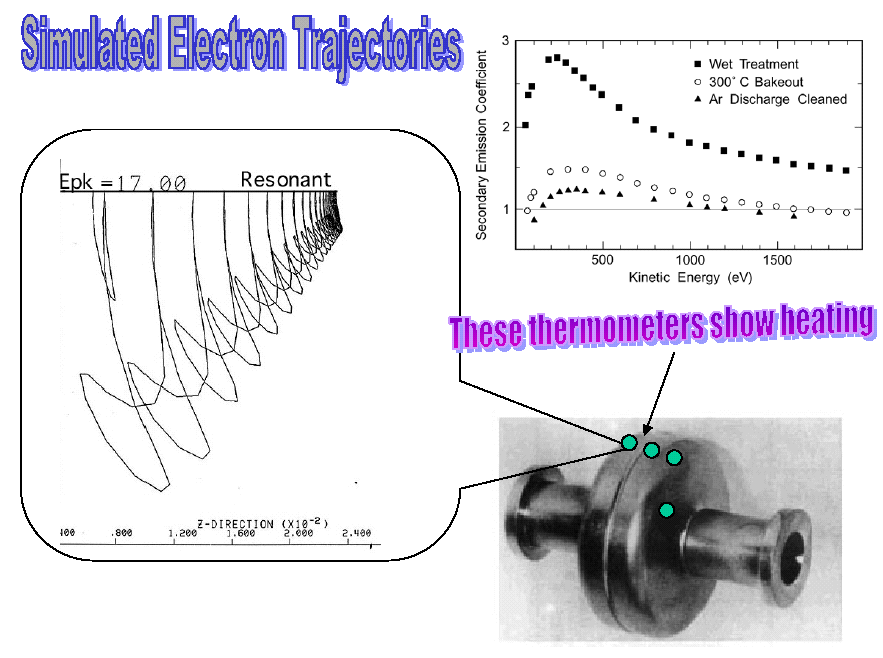 Simulated Electron Trajectories
Epk = 17.00
Resonant
Z-DIRECTION (X10⁻²)
400 .800 1.200 1.600 2.000 2.400
3
2
1
Secondary Emission Coefficient
Wet Treatment
300° C Bakeout
Ar Discharge Cleaned
500 1000 1500
Kinetic Energy (eV)
These thermometers show heating